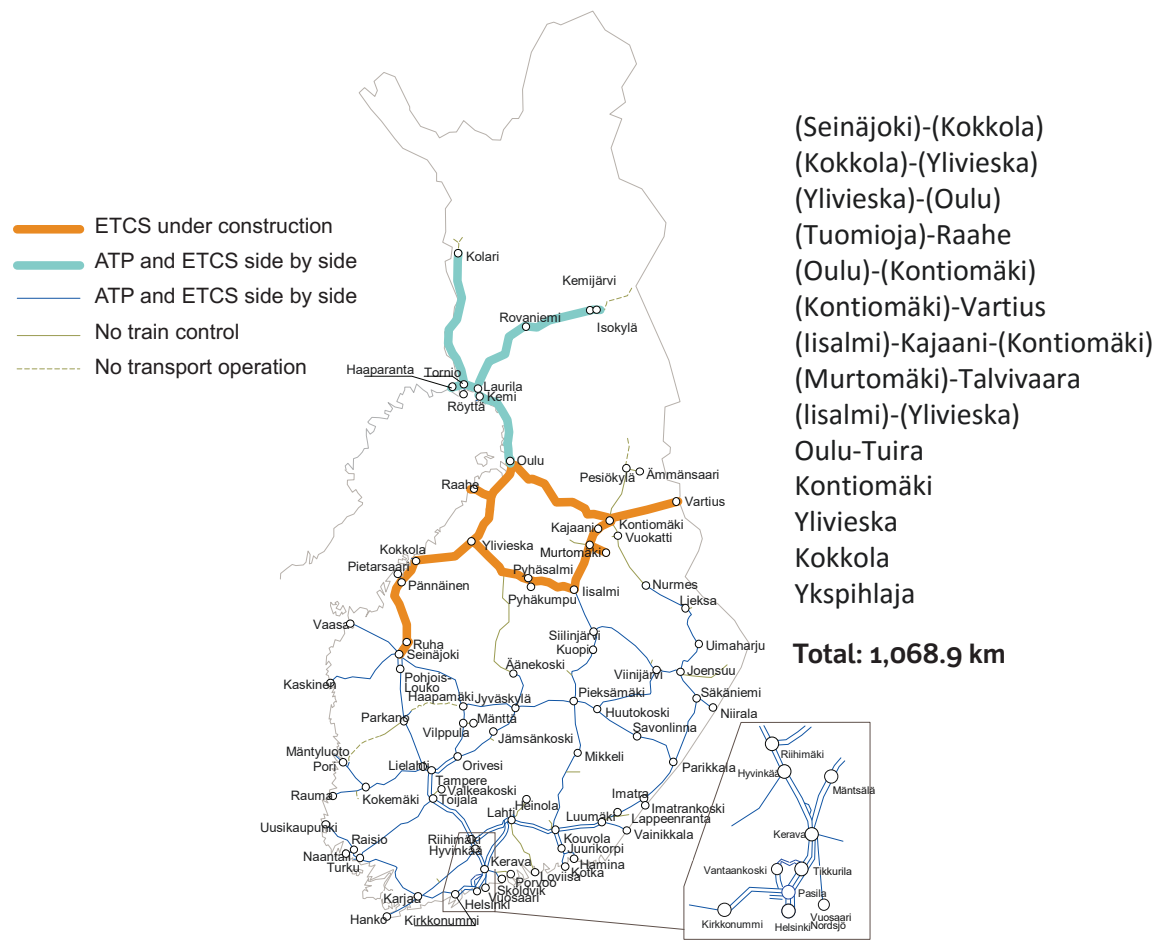 (Seinäjoki)-(Kokkola)
(Kokkola)-(Ylivieska)
(Ylivieska)-(Oulu)
(Tuomioja)-Raahe
(Oulu)-(Kontiomäki)
(Kontiomäki)-Vartius
(Iisalmi)-Kajaani-(Kontiomäki)
(Murtomäki)-Talvivaara
(Iisalmi)-(Ylivieska)
Oulu-Tuira
Kontiomäki
Ylivieska
Kokkola
Ykspihlaja
Total: 1,068.9 km
ETCS under construction
ATP and ETCS side by side
ATP and ETCS side by side
No train control
No transport operation
Kolari
Kemijärvi
Rovaniemi
Isokylä
Haaparanta
Tornio
Laurila
Kemi
Röyttä
Oulu
Pesiökylä
Ämmänsaari
Raahe
Vartius
Kajaani
Kontiomäki
Vuokatti
Ylivieska
Murtomäki
Kokkola
Pietarsaari
Pännäinen
Pyhäsalmi
Pyhäkumpu
Iisalmi
Nurmes
Lieksa
Vaasa
Ruha
Seinäjoki
Siilinjärvi
Kuopi
Uimaharju
Äänekoski
Viinijärvi
Joensuu
Kaskinen
Pohjois-
Louko
Haapamäki
Jyväskylä
Pieksämäki
Säkäniemi
Niirala
Huutokoski
Parkano
Mänttä
Vilppula
Savonlinna
Jämsänkoski
Mäntyluoto
Pori
Lielahti
Orivesi
Mikkeli
Parikkala
Tampere
Valkeakoski
Toijala
Rauma
Kokemäki
Heinola
Imatra
Imatrankoski
Lahti
Luumäki
Lappeenranta
Vainikkala
Uusikaupunki
Raisio
Naantali
Turku
Riihimäki
Hyvinkää
Kouvola
Juurikorpi
Hamina
Kotka
Kerava
Loviisa
Porvoo
Sköldvik
Vuosaari
Helsinki
Karjaa
Hanko
Kirkkonummi
Riihimäki
Hyvinkää
Mäntsälä
Kerava
Vantaankoski
Tikkurila
Pasila
Kirkkonummi
Helsinki
Vuosaari
Nordsjö